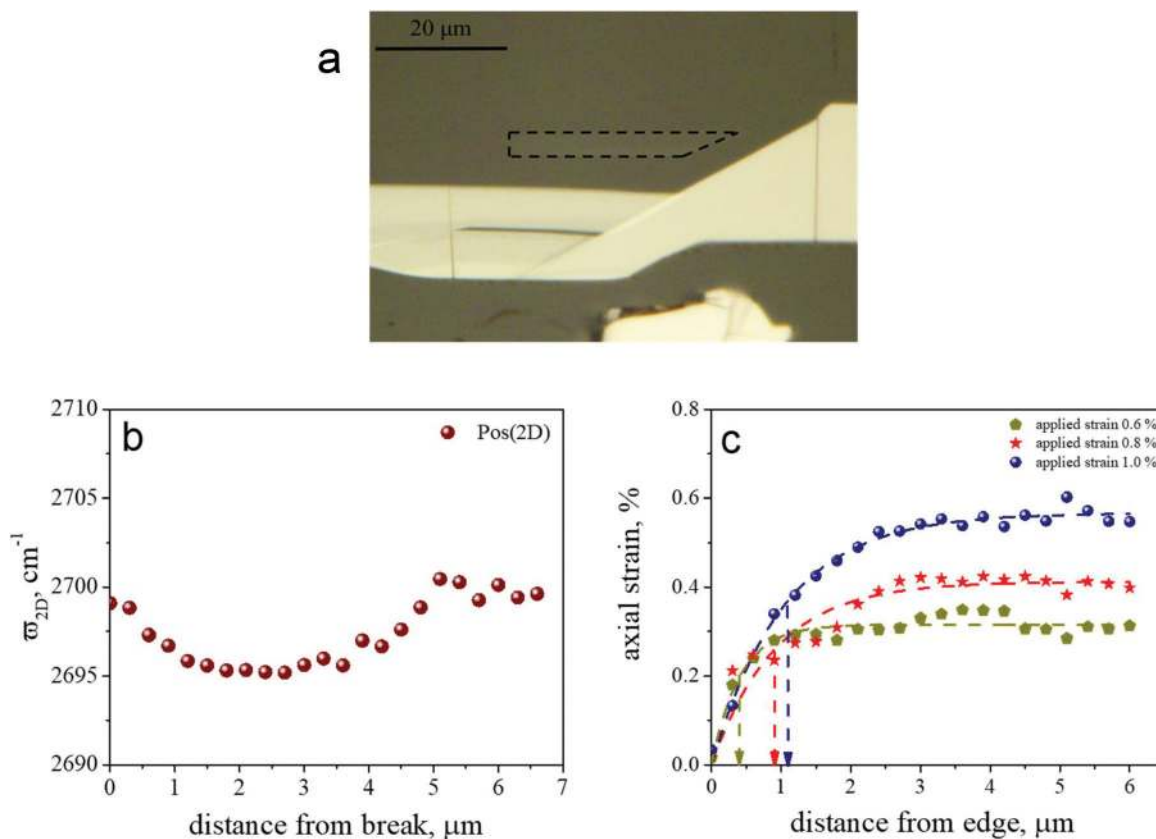 a
20 μm
b
Pos(2D)
2710
2705
2700
2695
2690
ϖ2D, cm-1
0 1 2 3 4 5 6 7
distance from break, μm
c
applied strain 0.6 %
applied strain 0.8 %
applied strain 1.0 %
0.8
0.6
0.4
0.2
0.0
axial strain, %
0 1 2 3 4 5 6
distance from edge, μm